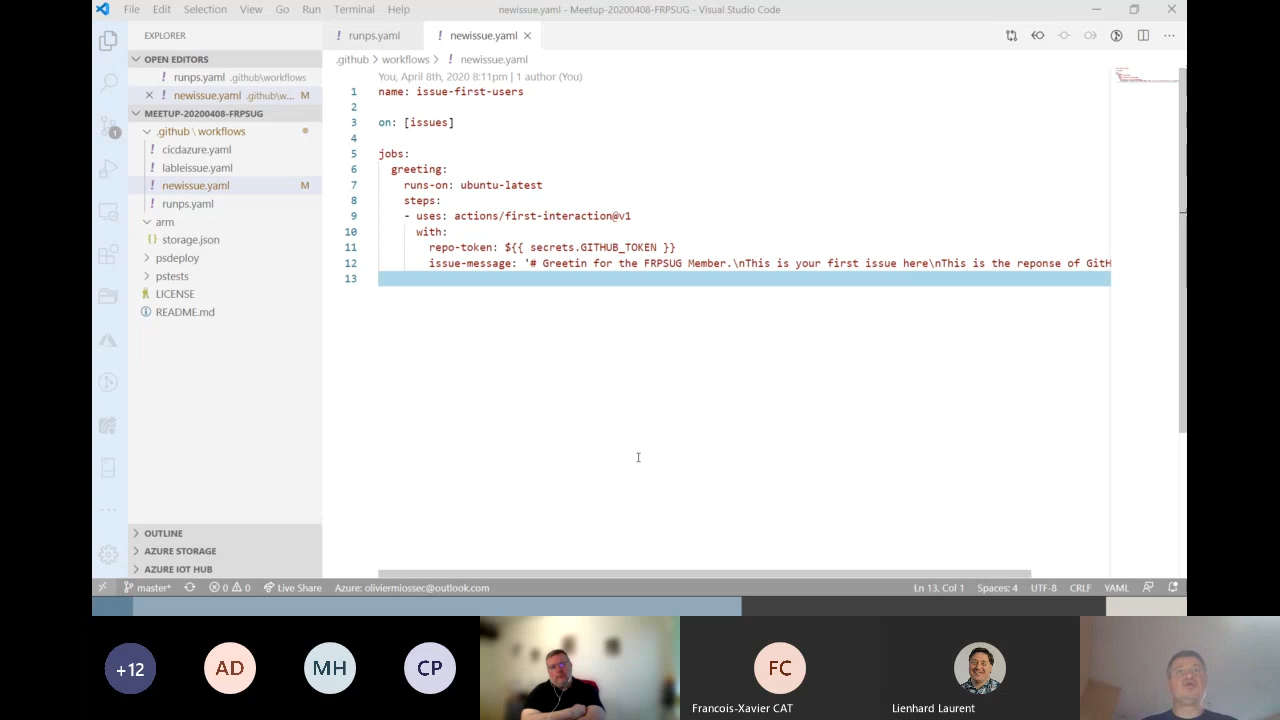 File Edit Selection View Go Run Terminal Help newissue.yaml - Meetup-20200408-FRPSUG - Visual Studio Code
EXPLORER
OPEN EDITORS
runps.yaml .github\workflows
newissue.yaml .github\w... M
MEETUP-20200408-FRPSUG
.github \ workflows
cicdazure.yaml
lableissue.yaml
newissue.yaml M
runps.yaml
arm
storage.json
psdeploy
pstests
LICENSE
README.md
OUTLINE
AZURE STORAGE
AZURE IOT HUB
runps.yaml newissue.yaml
.github > workflows > newissue.yaml
You, April 8th, 2020 8:11pm | 1 author (You)
1 name: issue-first-users
2
3 on: [issues]
4
5 jobs:
6 greeting:
7 runs-on: ubuntu-latest
8 steps:
9 - uses: actions/first-interaction@v1
10 with:
11 repo-token: ${{ secrets.GITHUB_TOKEN }}
12 issue-message: '# Greetin for the FRPSUG Member.\nThis is your first issue here\nThis is the reponse of GitH
13
master* 0 0 Live Share Azure: oliviermiossec@outlook.com Ln 13, Col 1 Spaces: 4 UTF-8 CRLF YAML
+12 AD MH CP FC
Francois-Xavier CAT Lienhard Laurent